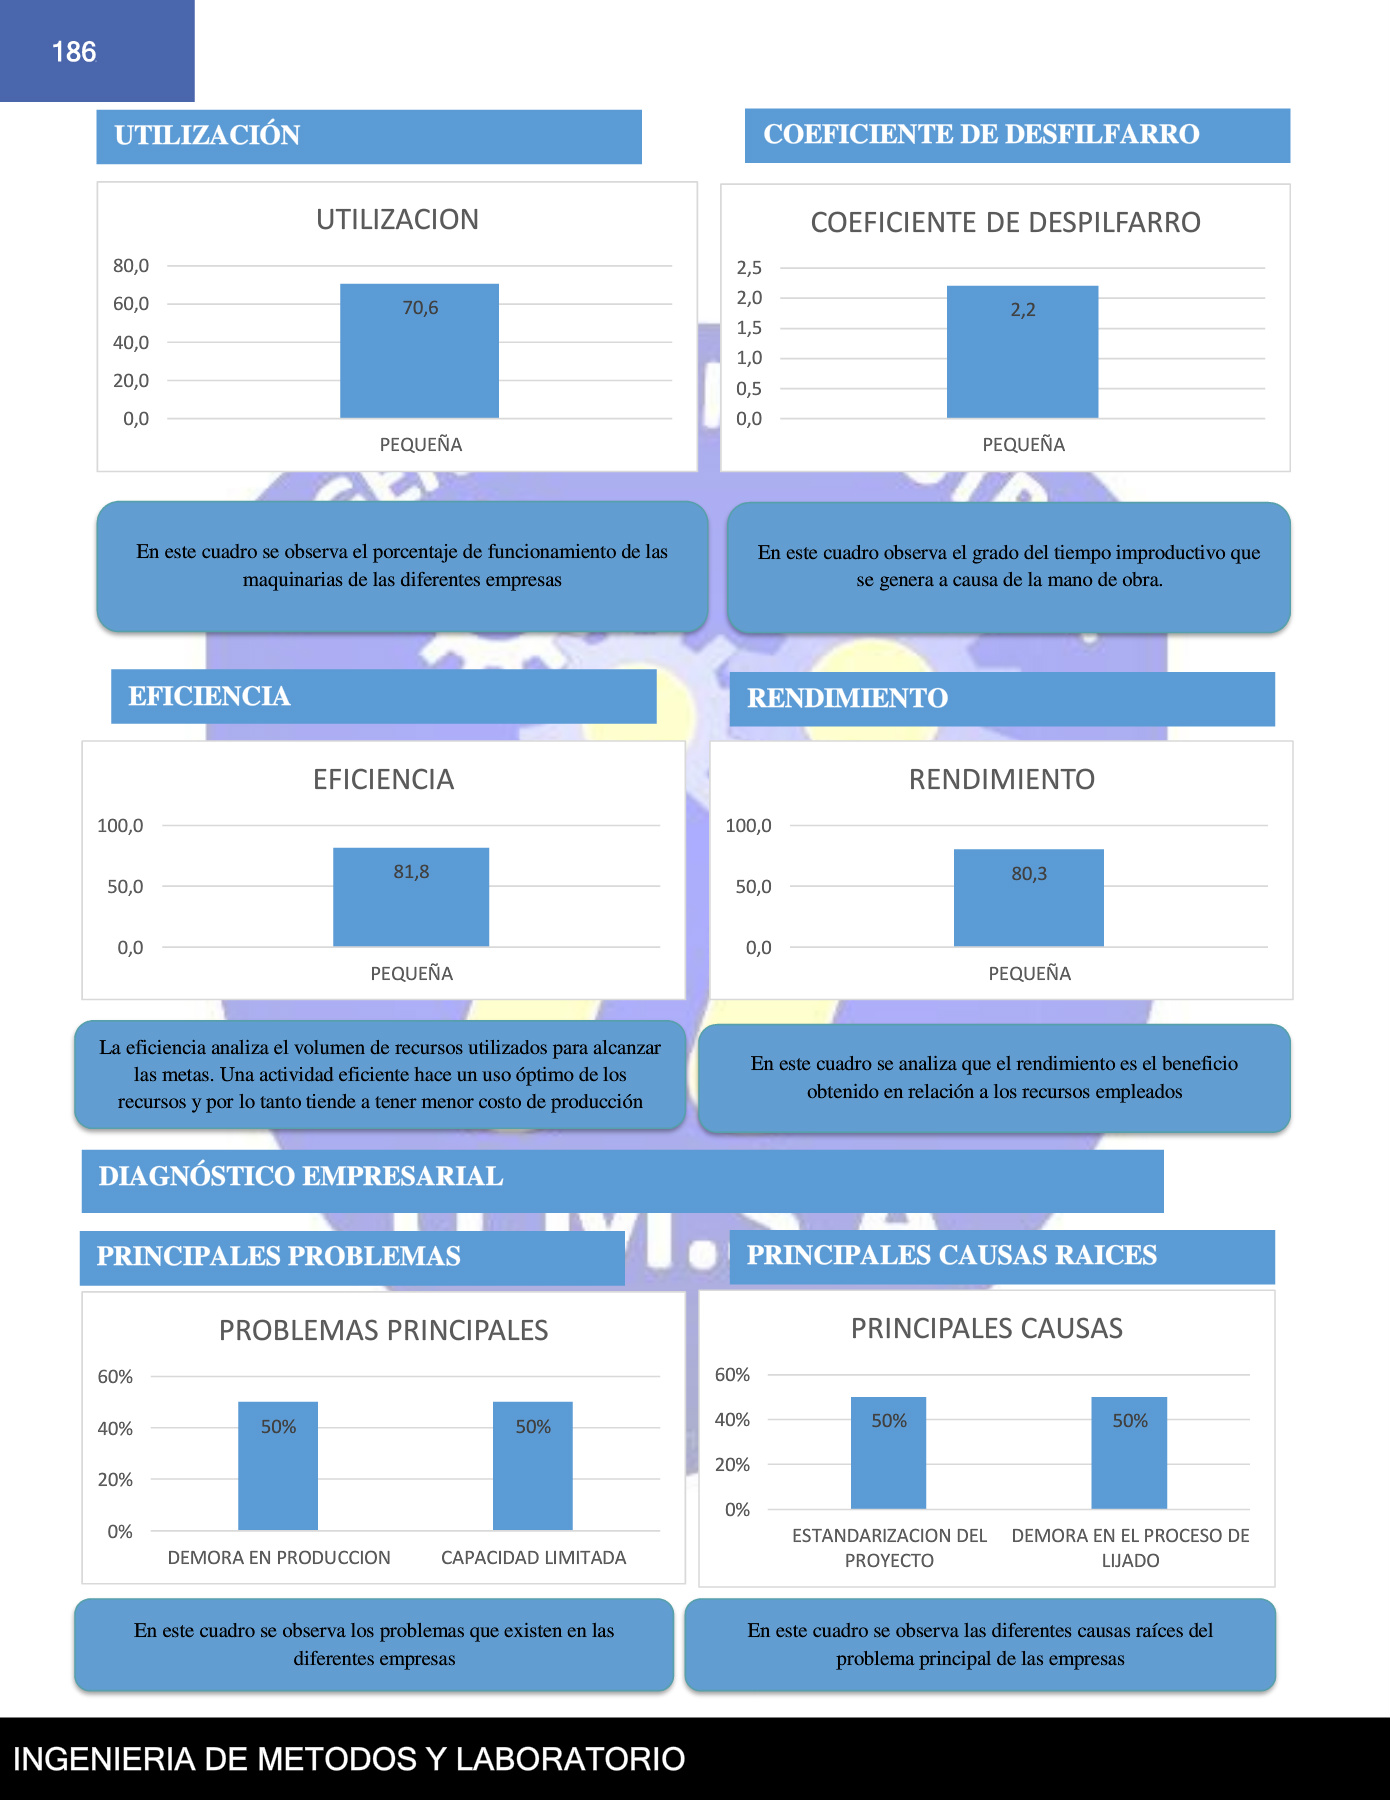 186
UTILIZACIÓN
COEFICIENTE DE DESFILFARRO
UTILIZACION
80,0
60,0
40,0
20,0
0,0
70,6
PEQUEÑA
COEFICIENTE DE DESPILFARRO
2,5
2,0
1,5
1,0
0,5
0,0
2,2
PEQUEÑA
En este cuadro se observa el porcentaje de funcionamiento de las
maquinarias de las diferentes empresas
En este cuadro observa el grado del tiempo improductivo que
se genera a causa de la mano de obra.
EFICIENCIA
RENDIMIENTO
EFICIENCIA
100,0
50,0
0,0
81,8
PEQUEÑA
RENDIMIENTO
100,0
50,0
0,0
80,3
PEQUEÑA
La eficiencia analiza el volumen de recursos utilizados para alcanzar
las metas. Una actividad eficiente hace un uso óptimo de los
recursos y por lo tanto tiende a tener menor costo de producción
En este cuadro se analiza que el rendimiento es el beneficio
obtenido en relación a los recursos empleados
DIAGNÓSTICO EMPRESARIAL
PRINCIPALES PROBLEMAS
PRINCIPALES CAUSAS RAICES
PROBLEMAS PRINCIPALES
60%
40%
20%
0%
50%
50%
DEMORA EN PRODUCCION
CAPACIDAD LIMITADA
PRINCIPALES CAUSAS
60%
40%
20%
0%
50%
50%
ESTANDARIZACION DEL
PROYECTO
DEMORA EN EL PROCESO DE
LIJADO
En este cuadro se observa los problemas que existen en las
diferentes empresas
En este cuadro se observa las diferentes causas raíces del
problema principal de las empresas
INGENIERIA DE METODOS Y LABORATORIO